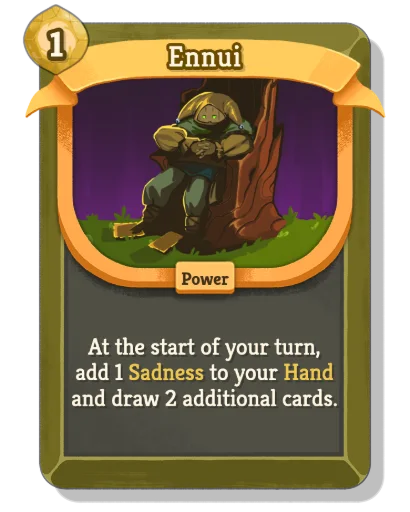 1
Ennui
Power
At the start of your turn,
add 1 Sadness to your Hand
and draw 2 additional cards.